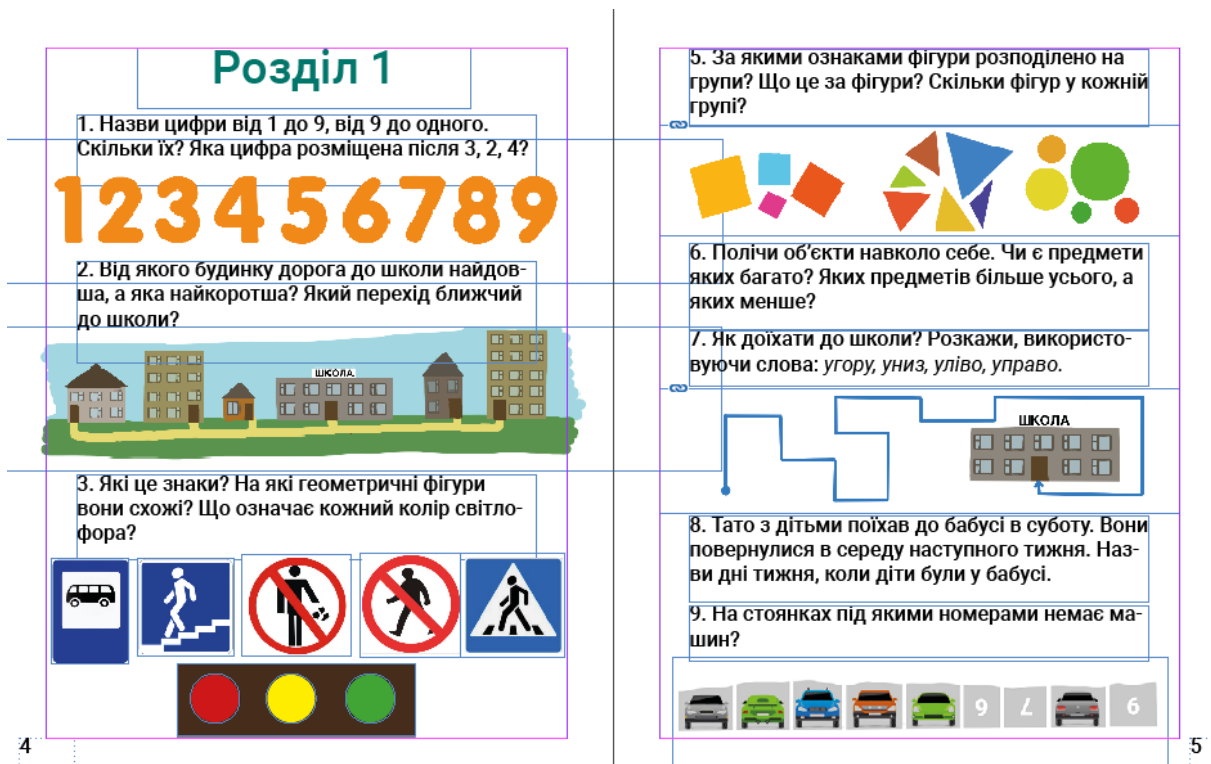 Розділ 1
1. Назви цифри від 1 до 9, від 9 до одного.
Скільки їх? Яка цифра розміщена після 3, 2, 4?
123456789
2. Від якого будинку дорога до школи найдов-
ша, а яка найкоротша? Який перехід ближчий
до школи?
ШКОЛА
3. Які це знаки? На які геометричні фігури
вони схожі? Що означає кожний колір світло-
фора?
4
5. За якими ознаками фігури розподілено на
групи? Що це за фігури? Скільки фігур у кожній
групі?
6. Полічи об’єкти навколо себе. Чи є предмети
яких багато? Яких предметів більше усього, а
яких менше?
7. Як доїхати до школи? Розкажи, використо-
вуючи слова: угору, униз, уліво, управо.
ШКОЛА
8. Тато з дітьми поїхав до бабусі в суботу. Вони
повернулися в середу наступного тижня. Наз-
ви дні тижня, коли діти були у бабусі.
9. На стоянках під якими номерами немає ма-
шин?
6 7 9
5